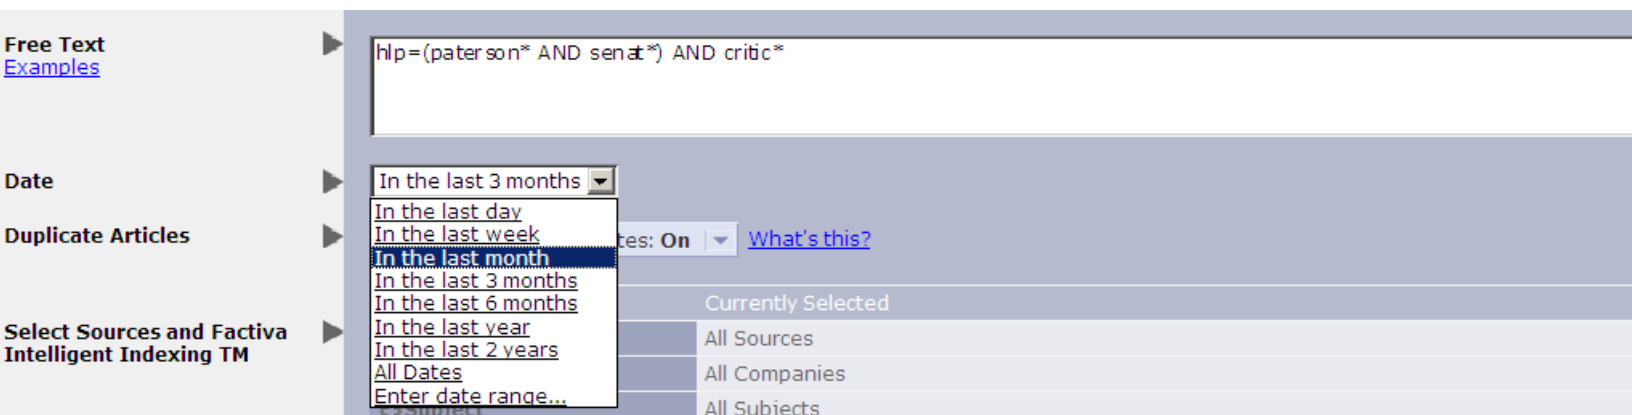 Free Text
Examples
hlp=(paterson* AND senat*) AND critic*
Date
In the last 3 months
In the last day
In the last week
In the last month
In the last 3 months
In the last 6 months
In the last year
In the last 2 years
All Dates
Enter date range...
Duplicate Articles
tes: On
What's this?
Currently Selected
Select Sources and Factiva
Intelligent Indexing TM
All Sources
All Companies
Subject
All Subjects